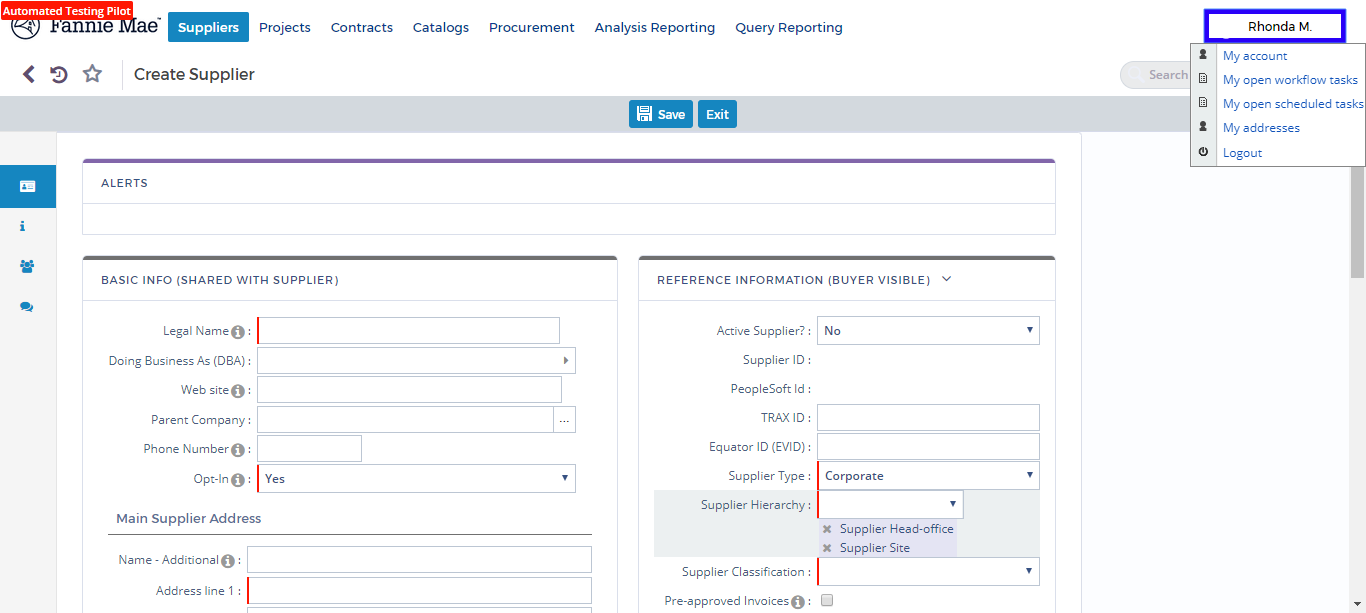 Automated Testing Pilot
Fannie Mae Suppliers Projects Contracts Catalogs Procurement Analysis Reporting Query Reporting Rhonda M.
My account
My open workflow tasks
My open scheduled tasks
My addresses
Logout
Create Supplier Search
Save Exit
ALERTS
BASIC INFO (SHARED WITH SUPPLIER)
Legal Name :
Doing Business As (DBA) :
Web site :
Parent Company : ...
Phone Number :
Opt-In : Yes
Main Supplier Address
Name - Additional :
Address line 1 :
REFERENCE INFORMATION (BUYER VISIBLE)
Active Supplier? : No
Supplier ID :
PeopleSoft Id :
TRAX ID :
Equator ID (EVID) :
Supplier Type : Corporate
Supplier Hierarchy :
Supplier Head-office
Supplier Site
Supplier Classification :
Pre-approved Invoices :